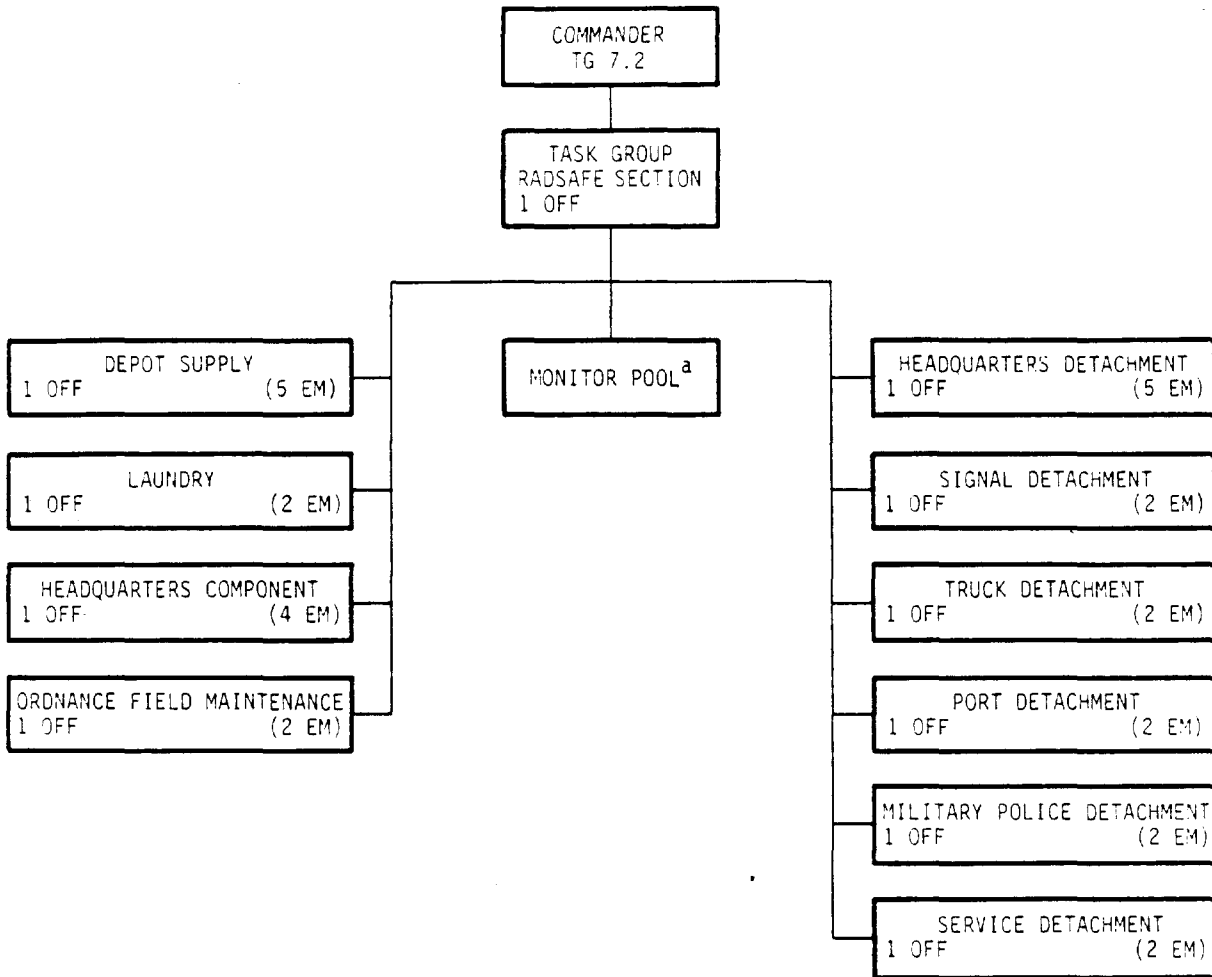 COMMANDER
TG 7.2
TASK GROUP
RADSAFE SECTION
1 OFF
MONITOR POOLa
DEPOT SUPPLY
1 OFF (5 EM)
LAUNDRY
1 OFF (2 EM)
HEADQUARTERS COMPONENT
1 OFF (4 EM)
ORDNANCE FIELD MAINTENANCE
1 OFF (2 EM)
HEADQUARTERS DETACHMENT
1 OFF (5 EM)
SIGNAL DETACHMENT
1 OFF (2 EM)
TRUCK DETACHMENT
1 OFF (2 EM)
PORT DETACHMENT
1 OFF (2 EM)
MILITARY POLICE DETACHMENT
1 OFF (2 EM)
SERVICE DETACHMENT
1 OFF (2 EM)